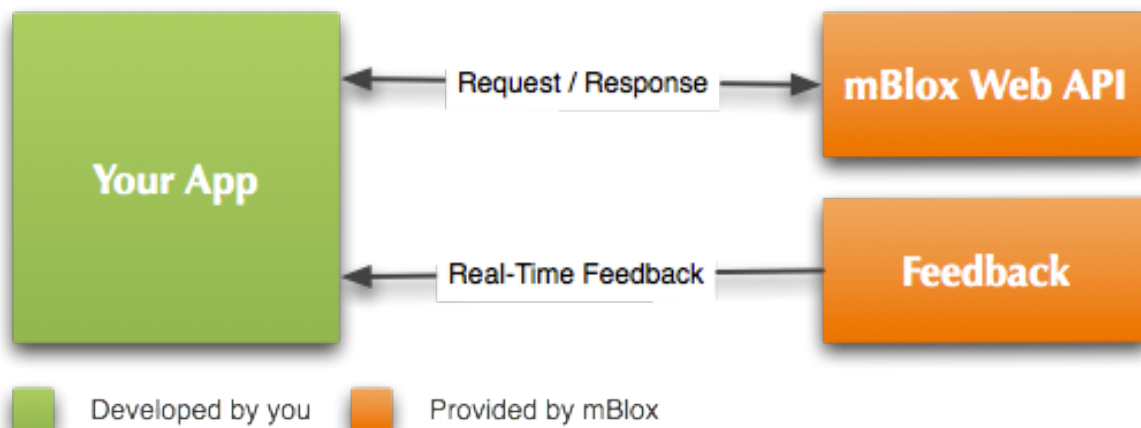 Request / Response
mBlox Web API
Your App
Real-Time Feedback
Feedback
Developed by you
Provided by mBlox